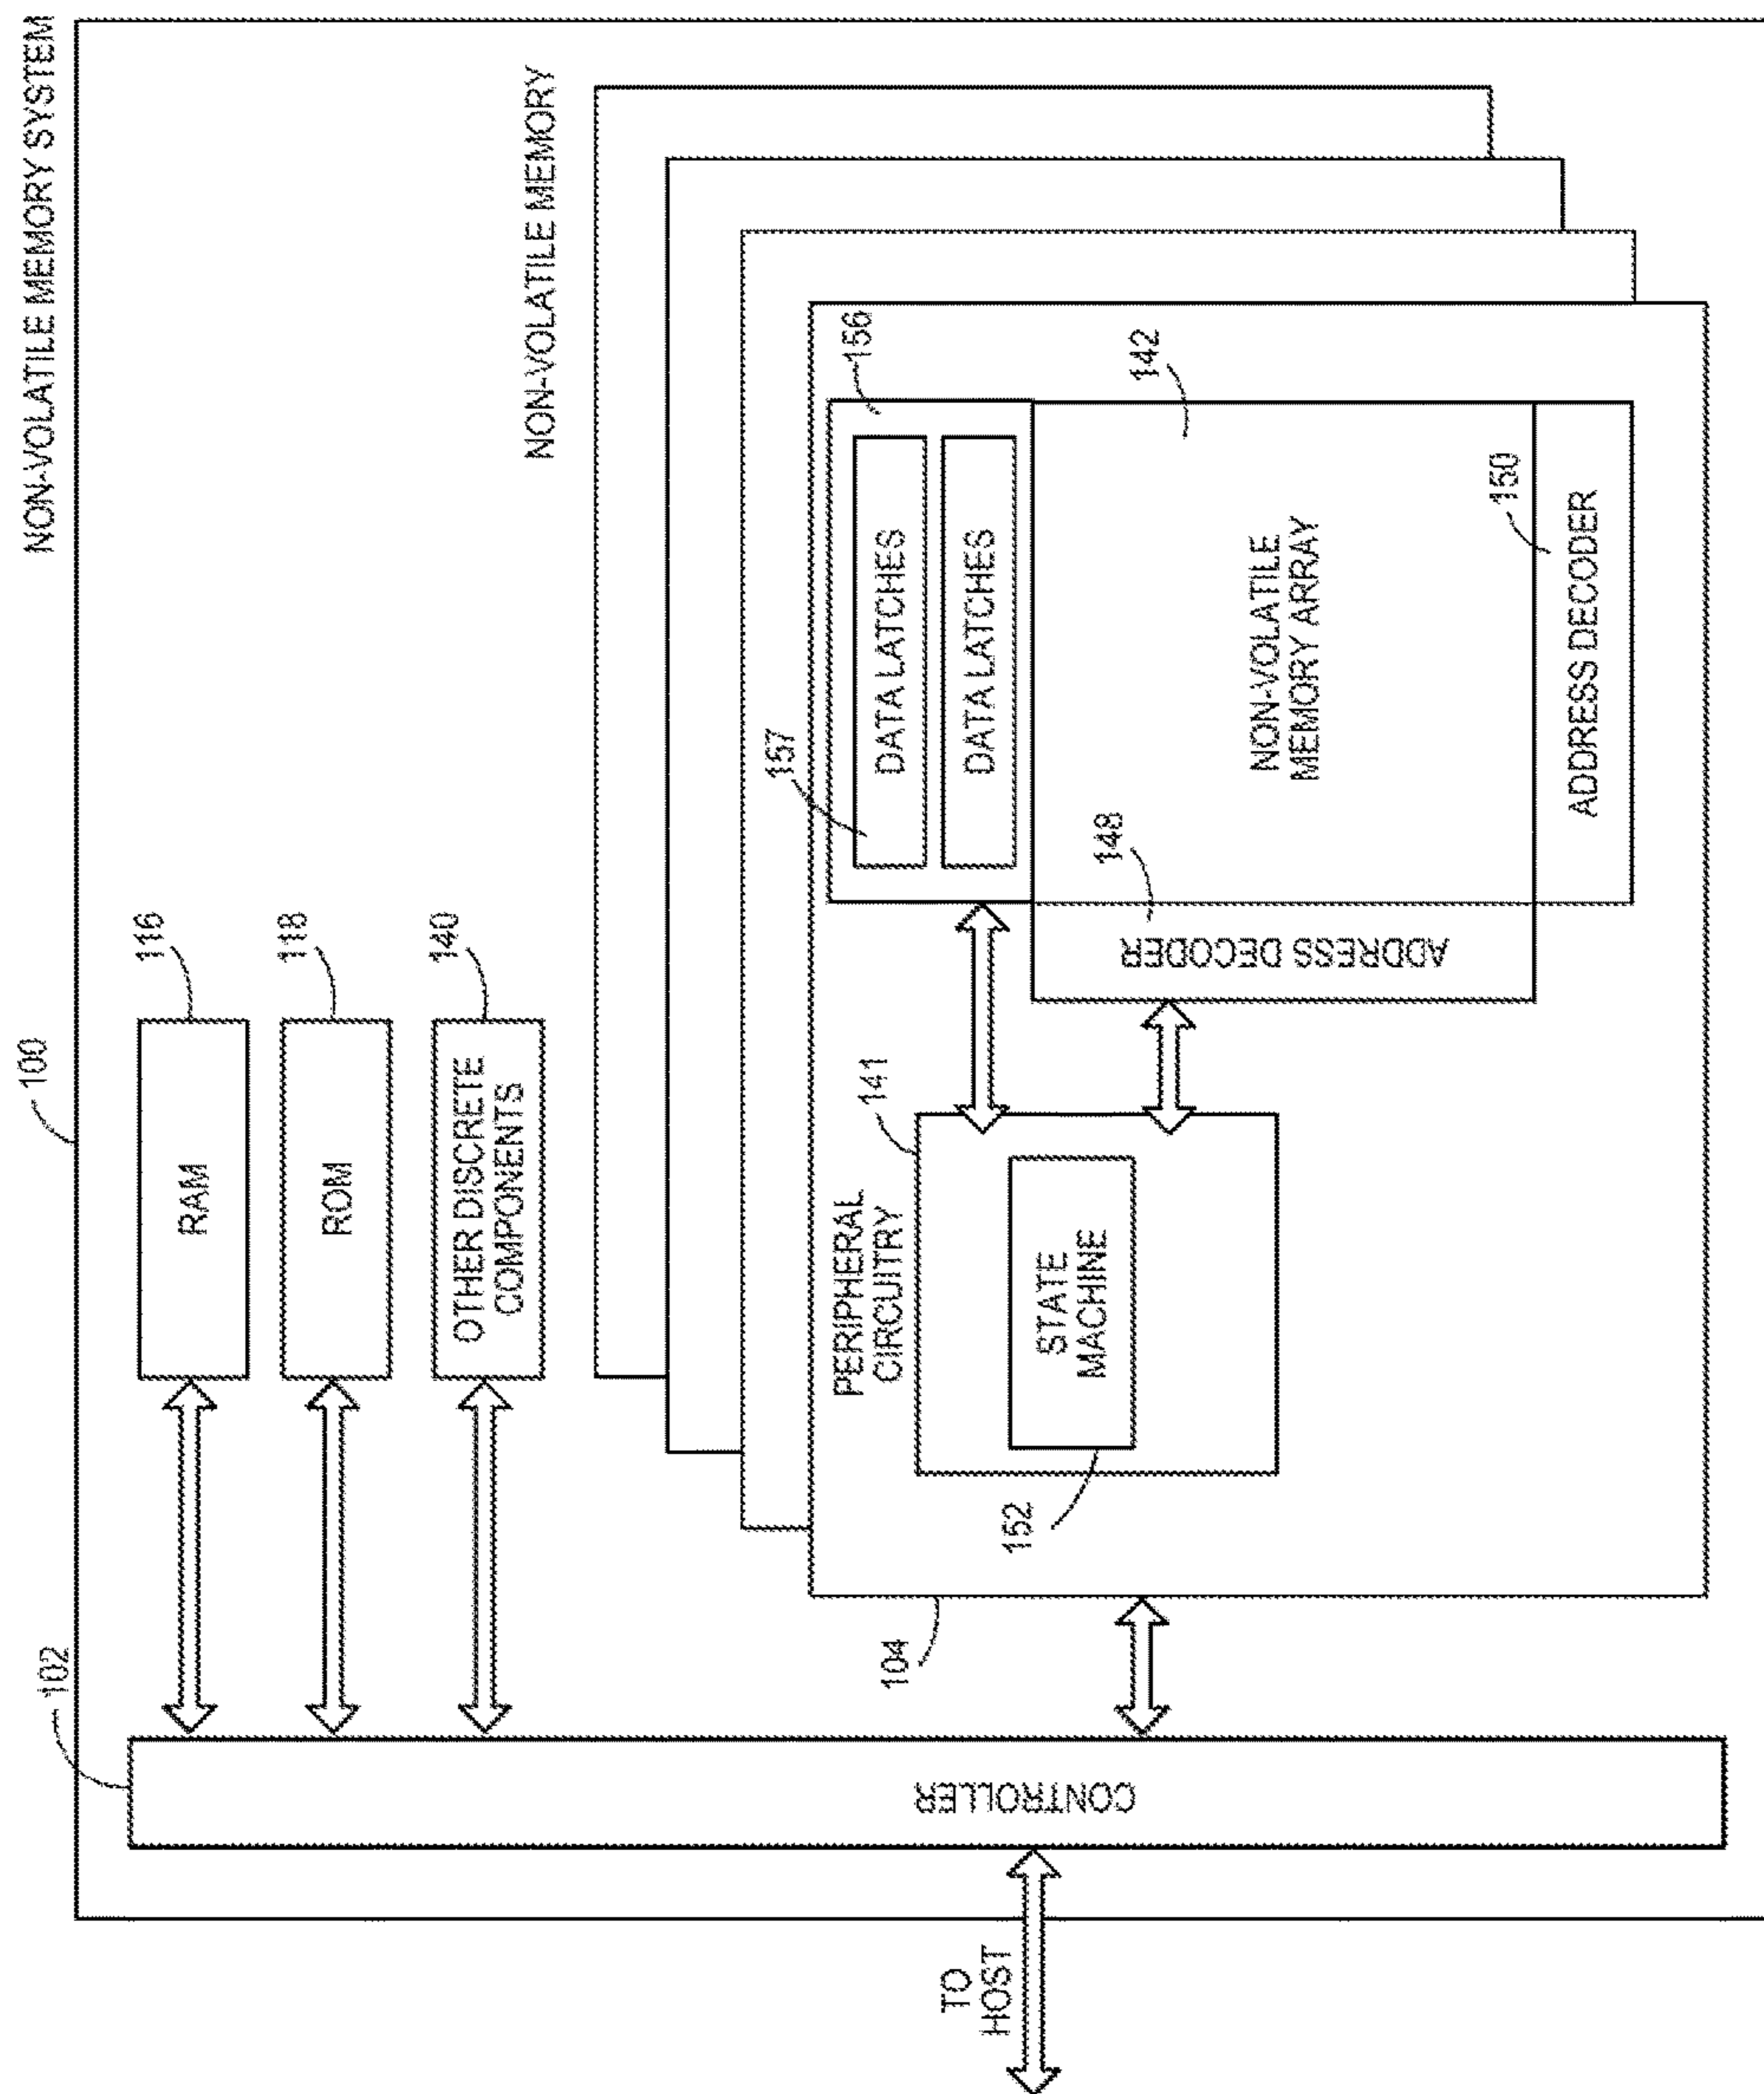 NON-VOLATILE MEMORY SYSTEM
100
102
RAM
116
ROM
118
OTHER DISCRETE
COMPONENTS
140
NON-VOLATILE MEMORY
CONTROLLER
TO
HOST
104
PERIPHERAL
CIRCUITRY
141
STATE
MACHINE
152
157
156
DATA LATCHES
DATA LATCHES
148
ADDRESS DECODER
142
NON-VOLATILE
MEMORY ARRAY
150
ADDRESS DECODER